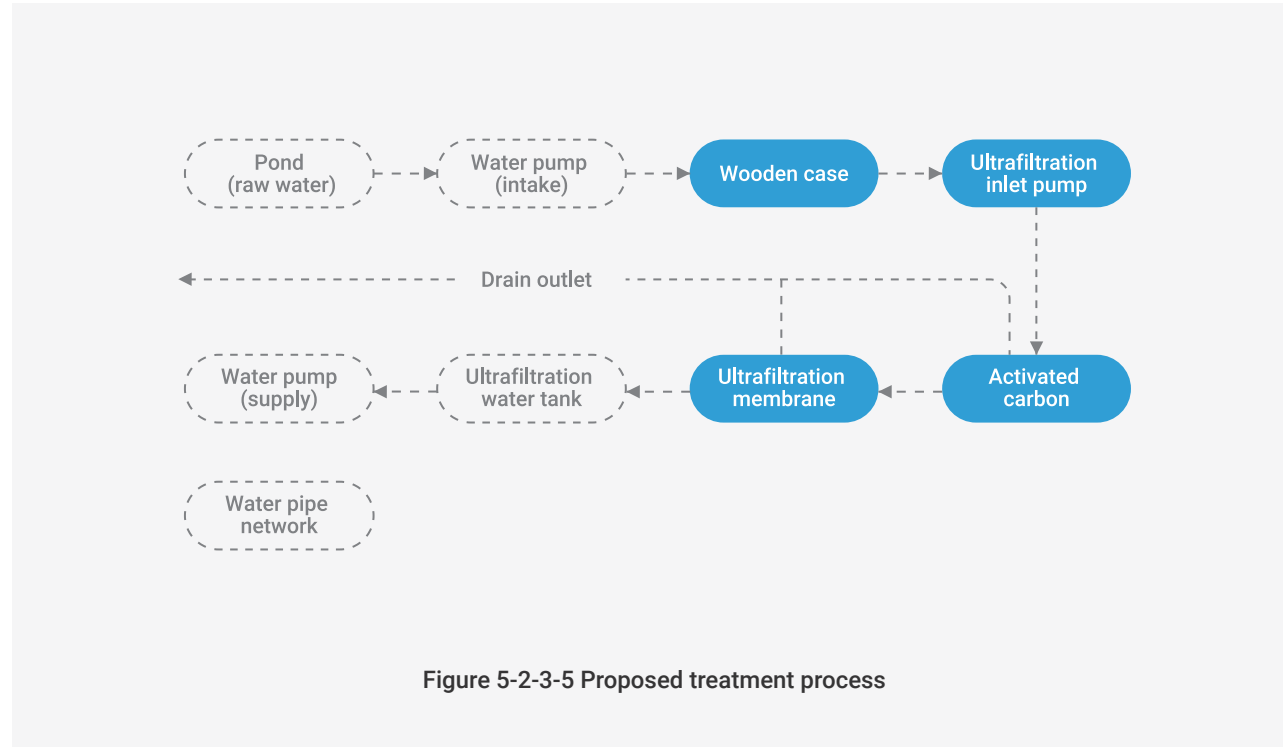 Pond
(raw water)
Water pump
(intake)
Wooden case
Ultrafiltration
inlet pump
Drain outlet
Water pump
(supply)
Ultrafiltration
water tank
Ultrafiltration
membrane
Activated
carbon
Water pipe
network
Figure 5-2-3-5 Proposed treatment process